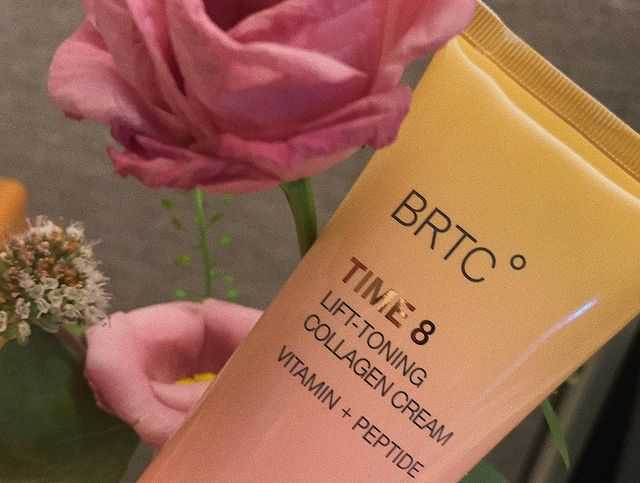 BRTC°
TIME 8
LIFT-TONING
COLLAGEN CREAM
VITAMIN + PEPTIDE